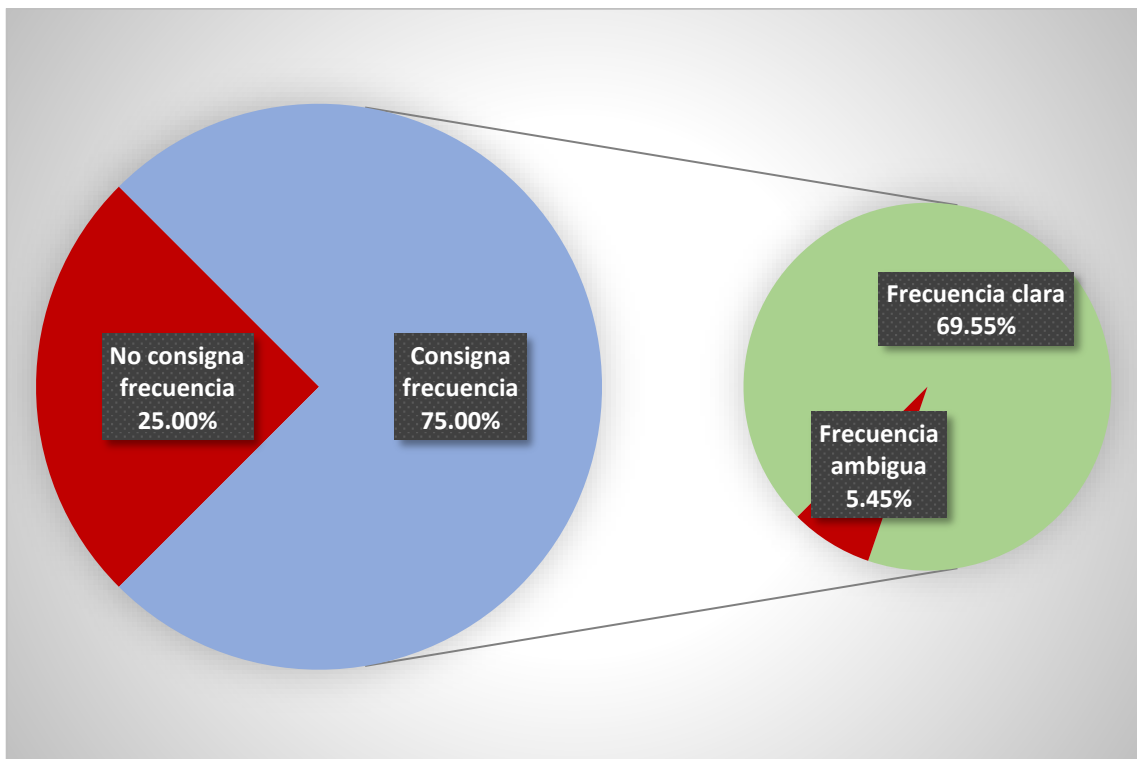 No consigna
frecuencia
25.00%
Consigna
frecuencia
75.00%
Frecuencia clara
69.55%
Frecuencia
ambigua
5.45%